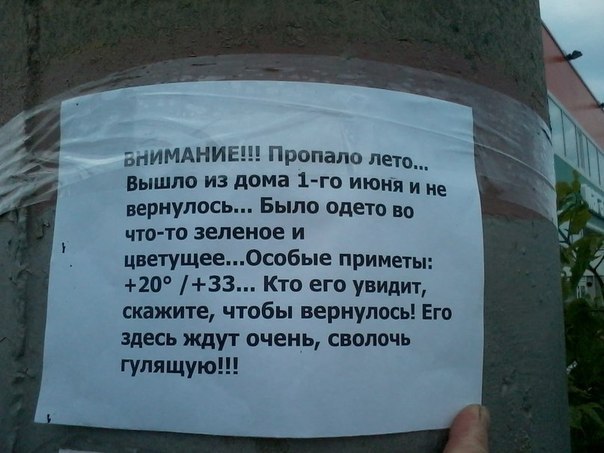 ВНИМАНИЕ!!! Пропало лето...
Вышло из дома 1-го июня и не
вернулось... Было одето во
что-то зеленое и
цветущее...Особые приметы:
+20° /+33... Кто его увидит,
скажите, чтобы вернулось! Его
здесь ждут очень, сволочь
гулящую!!!